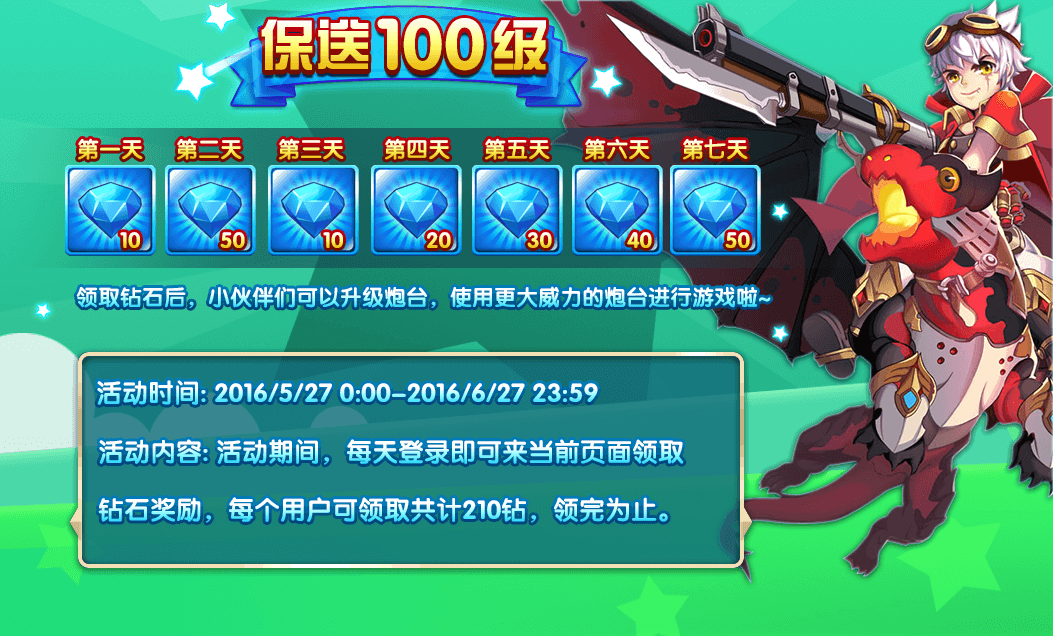 保送100级
第一天 第二天 第三天 第四天 第五天 第六天 第七天
10 50 10 20 30 40 50
领取钻石后，小伙伴们可以升级炮台，使用更大威力的炮台进行游戏啦~
活动时间: 2016/5/27 0:00-2016/6/27 23:59
活动内容: 活动期间，每天登录即可来当前页面领取
钻石奖励，每个用户可领取共计210钻，领完为止。